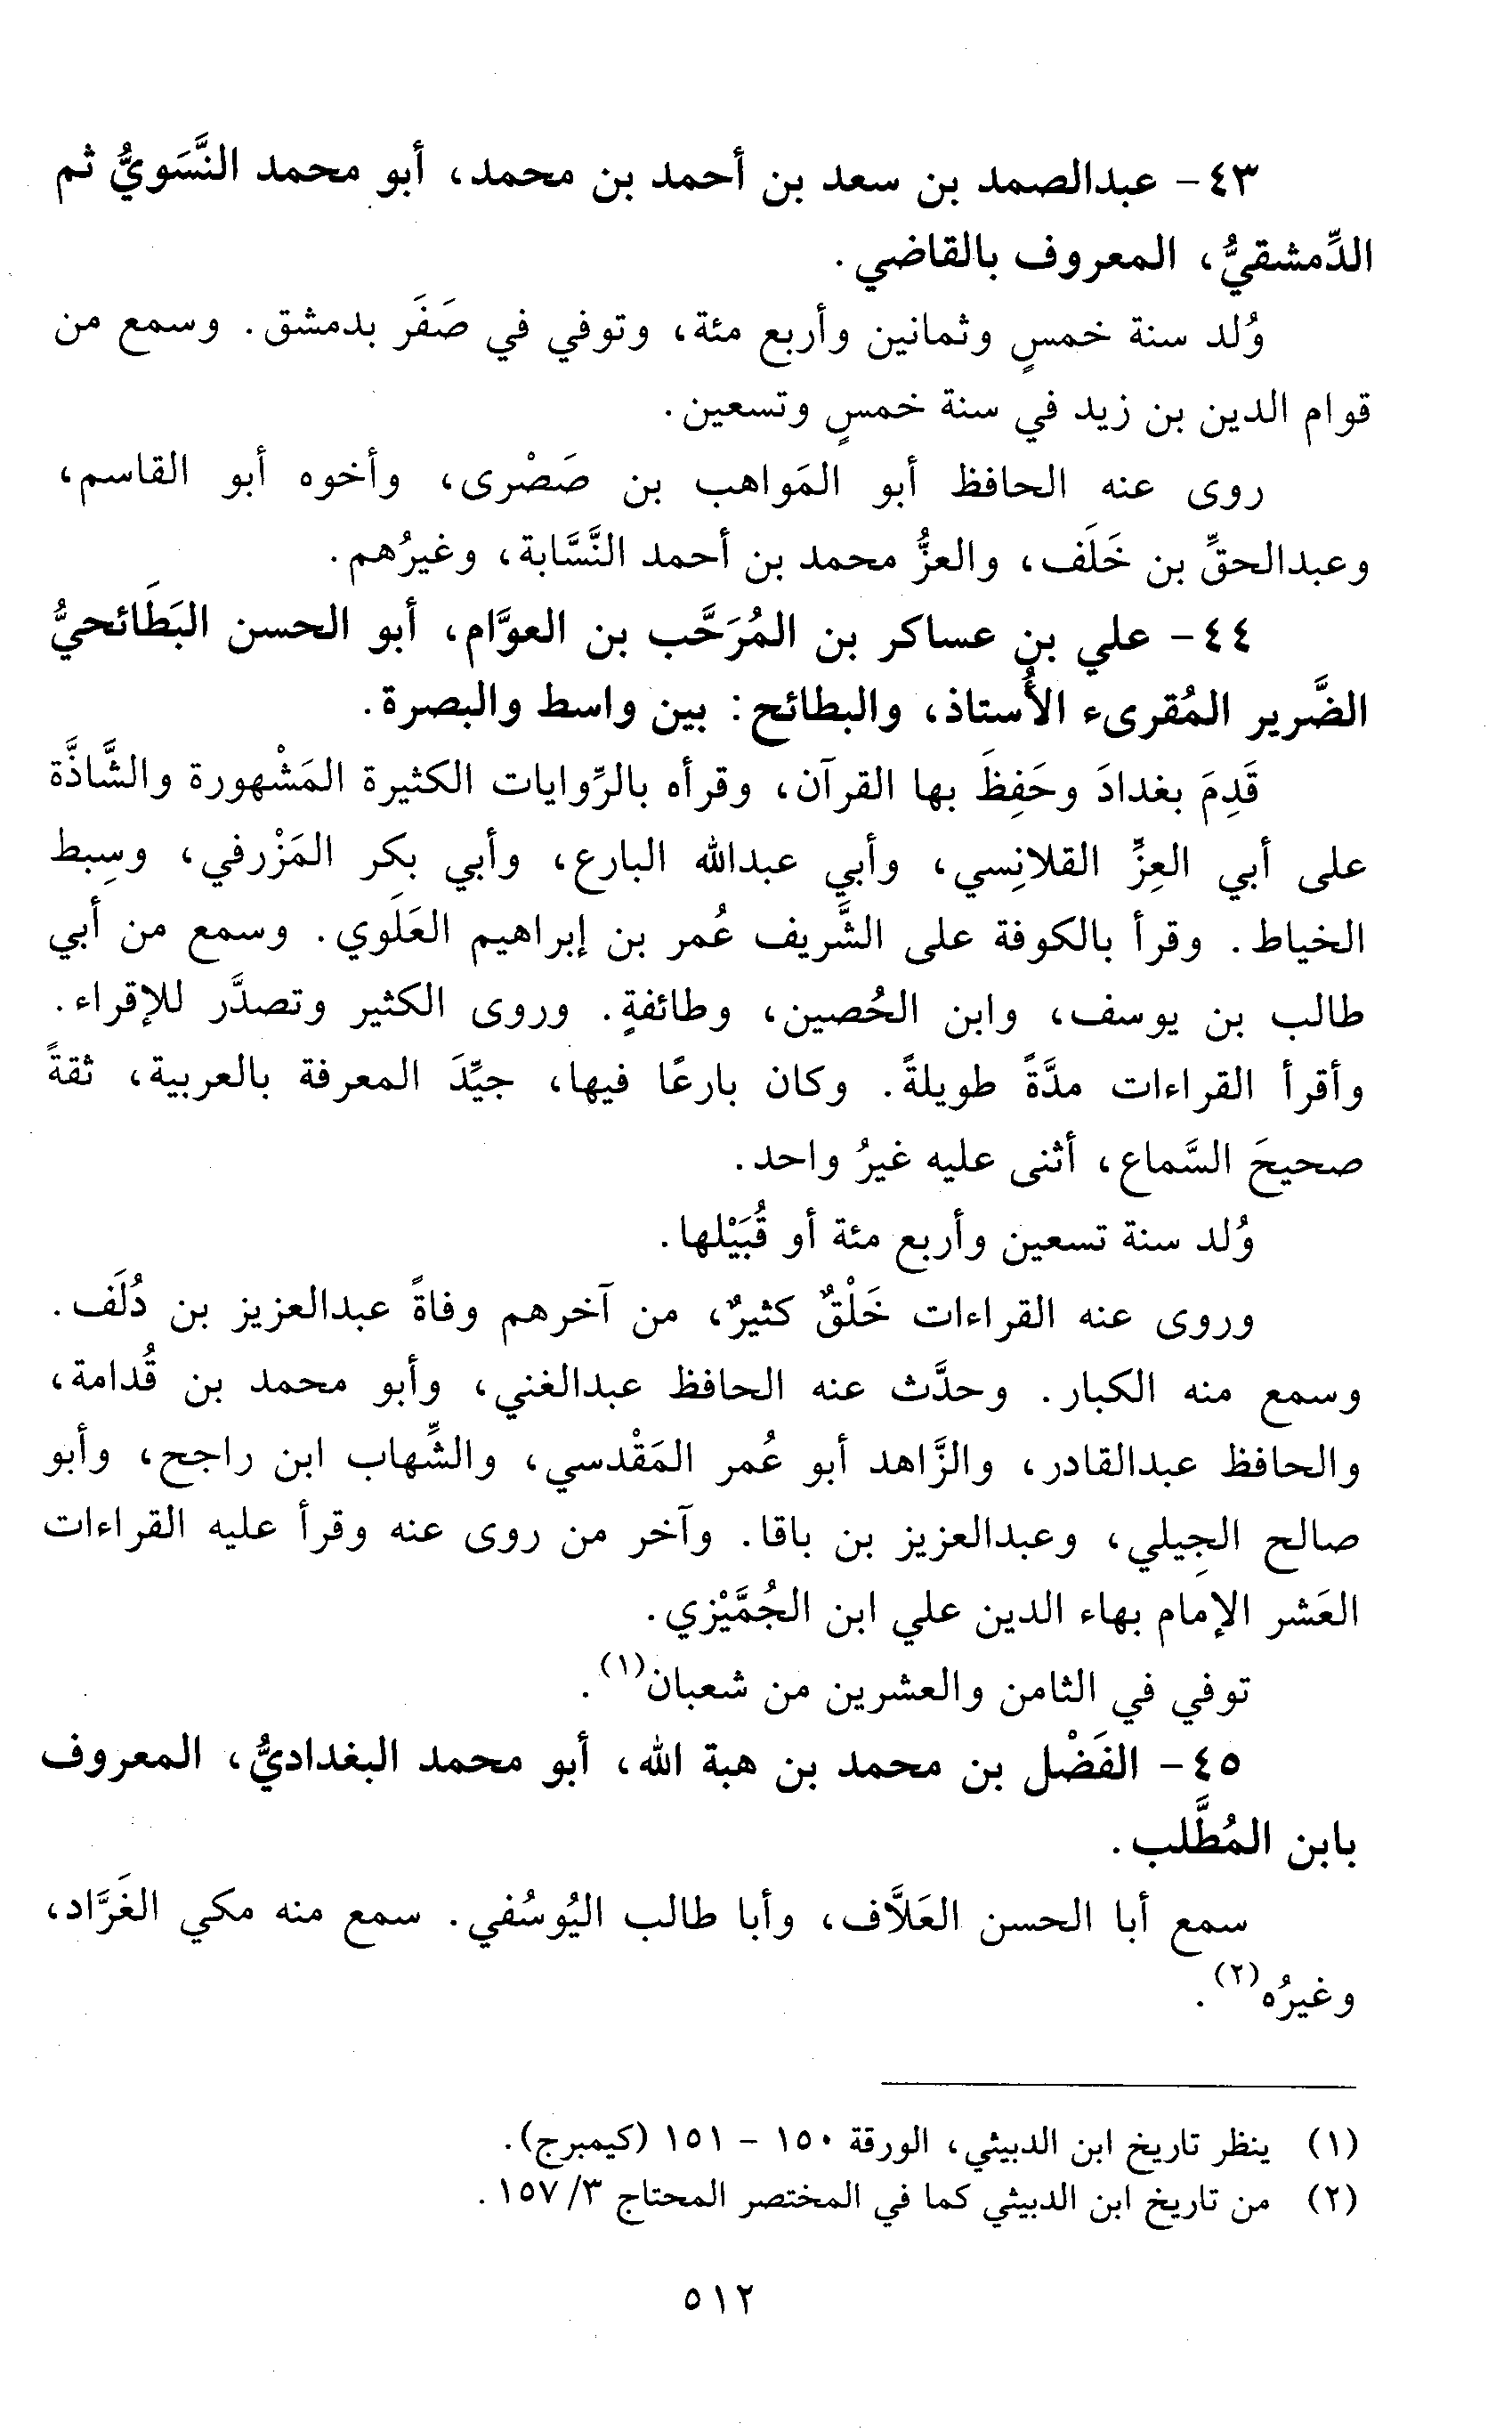 ٤٣- عبدالصمد بن سعد بن أحمد بن محمد، أبو محمد النَّسَويُّ ثم
الدِّمشقيُّ، المعروف بالقاضي.
وُلد سنة خمسٍ وثمانين وأربع مئة، وتوفي في صَفَر بدمشق. وسمع من
قوام الدين بن زيد في سنة خمسٍ وتسعين.
روى عنه الحافظ أبو المَواهب بن صَصْرى، وأخوه أبو القاسم،
وعبدالحقِّ بن خَلَف، والعزُّ محمد بن أحمد النَّسَّابة، وغيرُهم.
٤٤- علي بن عساكر بن المُرَحَّب بن العوَّام، أبو الحسن البَطَائحيُّ
الضَّرير المُقرىء الأُستاذ، والبطائح: بين واسط والبصرة.
قَدِمَ بغدادَ وحَفِظَ بها القرآن، وقرأه بالرِّوايات الكثيرة المَشْهورة والشَّاذَّة
على أبي العِزِّ القلانِسي، وأبي عبدالله البارع، وأبي بكر المَزْرفي، وسِبط
الخياط. وقرأ بالكوفة على الشَّريف عُمر بن إبراهيم العَلَوي. وسمع من أبي
طالب بن يوسف، وابن الحُصين، وطائفةٍ. وروى الكثير وتصدَّر للإقراء.
وأقرأ القراءات مدَّةً طويلةً. وكان بارعًا فيها، جيِّدَ المعرفة بالعربية، ثقةً
صحيحَ السَّماع، أثنى عليه غيرُ واحد.
وُلد سنة تسعين وأربع مئة أو قُبَيْلها.
وروى عنه القراءات خَلْقٌ كثيرٌ، من آخرهم وفاةً عبدالعزيز بن دُلَف.
وسمع منه الكبار. وحدَّث عنه الحافظ عبدالغني، وأبو محمد بن قُدامة،
والحافظ عبدالقادر، والزَّاهد أبو عُمر المَقْدسي، والشِّهاب ابن راجح، وأبو
صالح الجِيلي، وعبدالعزيز بن باقا. وآخر من روى عنه وقرأ عليه القراءات
العَشر الإمام بهاء الدين علي ابن الجُمَّيْزي.
توفي في الثامن والعشرين من شعبان(١).
٤٥- الفَضْل بن محمد بن هبة الله، أبو محمد البغداديُّ، المعروف
بابن المُطَّلب.
سمع أبا الحسن العَلاَّف، وأبا طالب اليُوسُفي. سمع منه مكي الغَرَّاد،
وغيرُه(٢).
(١) ينظر تاريخ ابن الدبيثي، الورقة ١٥٠ - ١٥١ (كيمبرج).
(٢) من تاريخ ابن الدبيثي كما في المختصر المحتاج ٣/ ١٥٧.
٥١٢